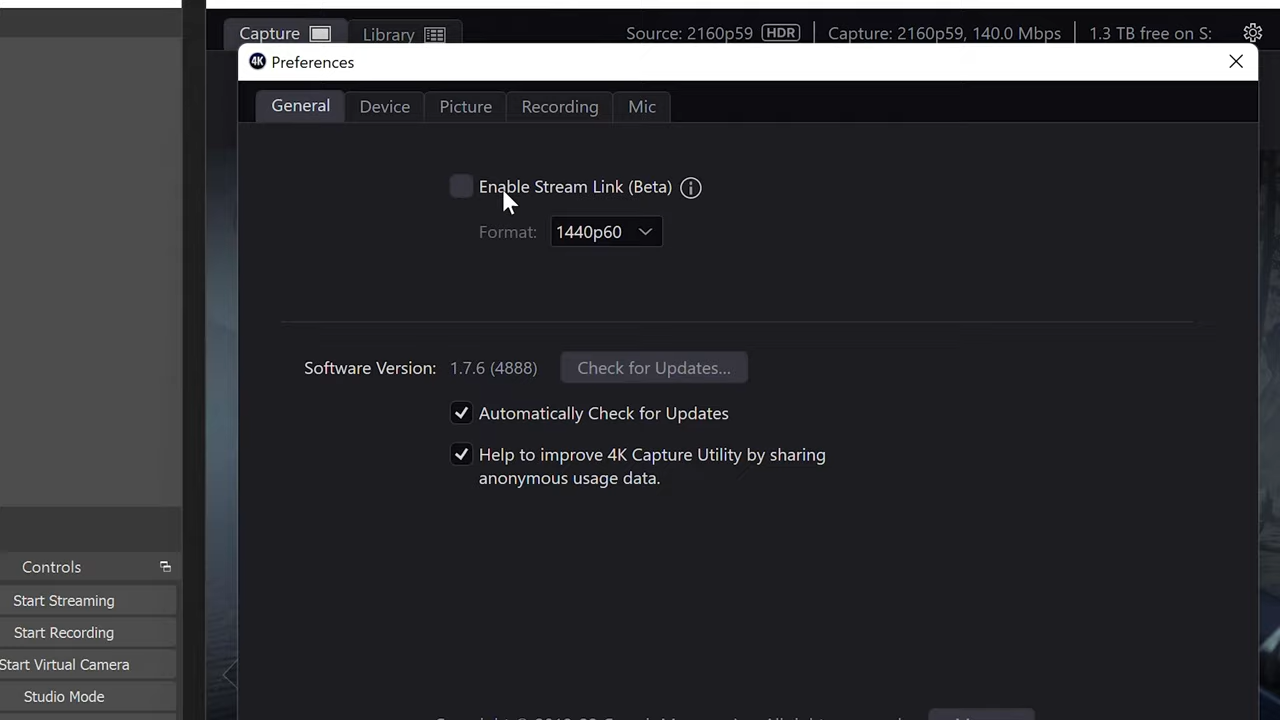 Capture
Library
Source: 2160p59 HDR
Capture: 2160p59, 140.0 Mbps
1.3 TB free on S:
4K Preferences
General
Device
Picture
Recording
Mic
Enable Stream Link (Beta)
Format: 1440p60
Software Version: 1.7.6 (4888) Check for Updates...
Automatically Check for Updates
Help to improve 4K Capture Utility by sharing
anonymous usage data.
Controls
Start Streaming
Start Recording
Start Virtual Camera
Studio Mode